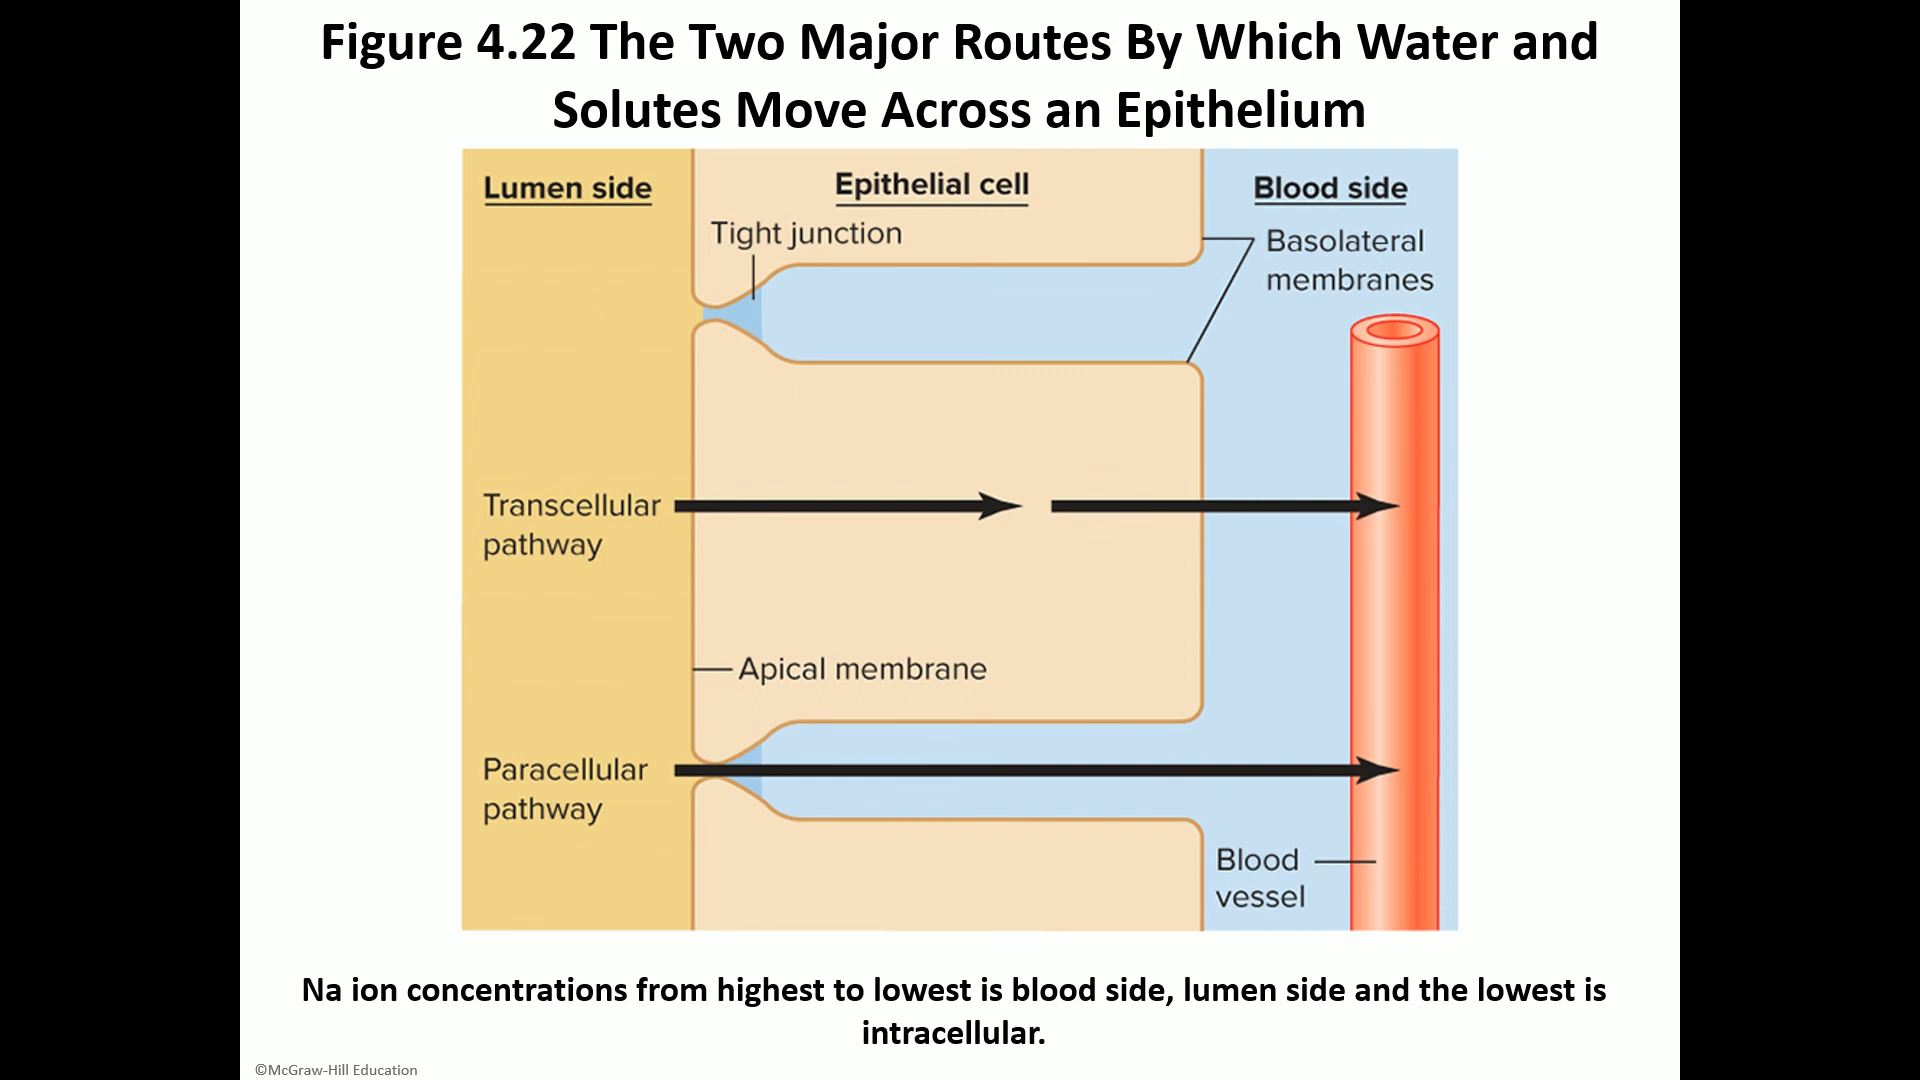 Figure 4.22 The Two Major Routes By Which Water and
Solutes Move Across an Epithelium
Lumen side
Epithelial cell
Blood side
Tight junction
Basolateral
membranes
Transcellular
pathway
Apical membrane
Paracellular
pathway
Blood
vessel
Na ion concentrations from highest to lowest is blood side, lumen side and the lowest is
intracellular.
©McGraw-Hill Education